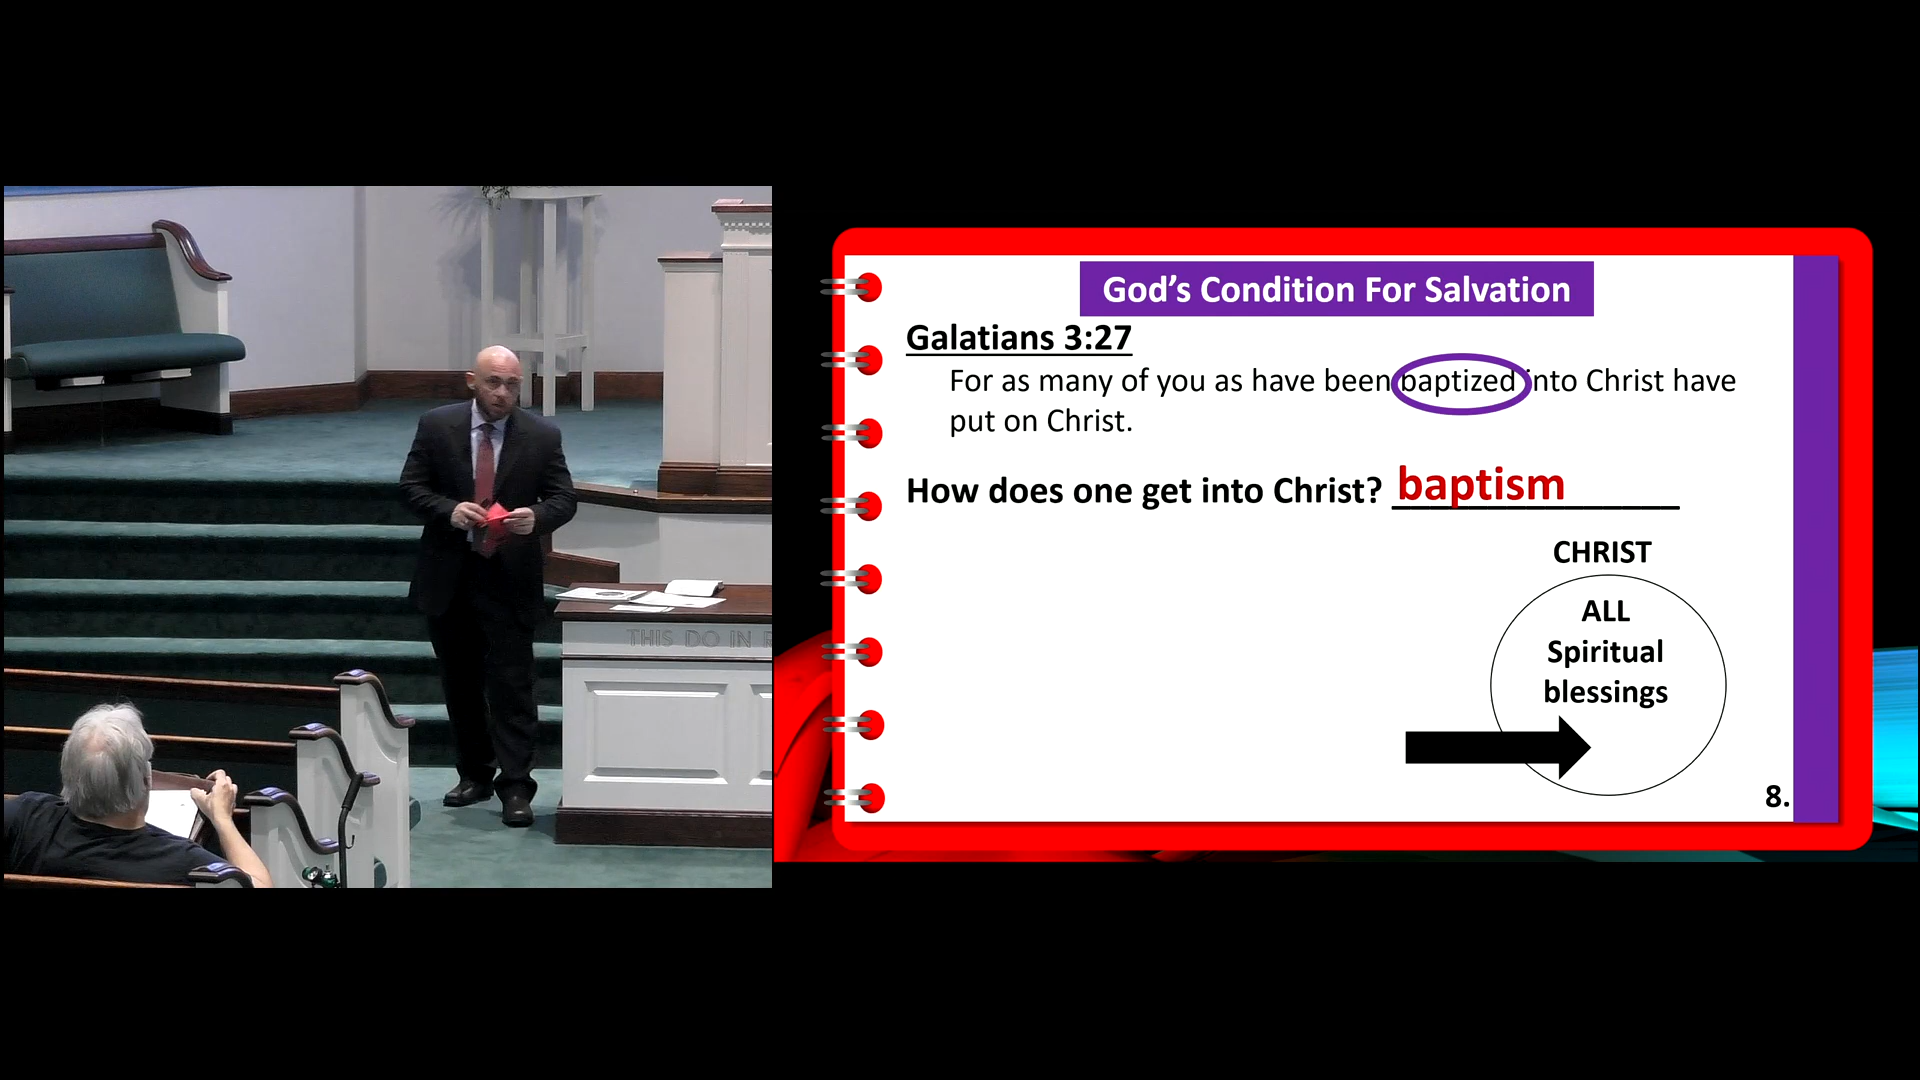 THIS DO IN
God's Condition For Salvation
Galatians 3:27
For as many of you as have been baptized into Christ have
put on Christ.
How does one get into Christ? baptism
CHRIST
ALL
Spiritual
blessings
8.